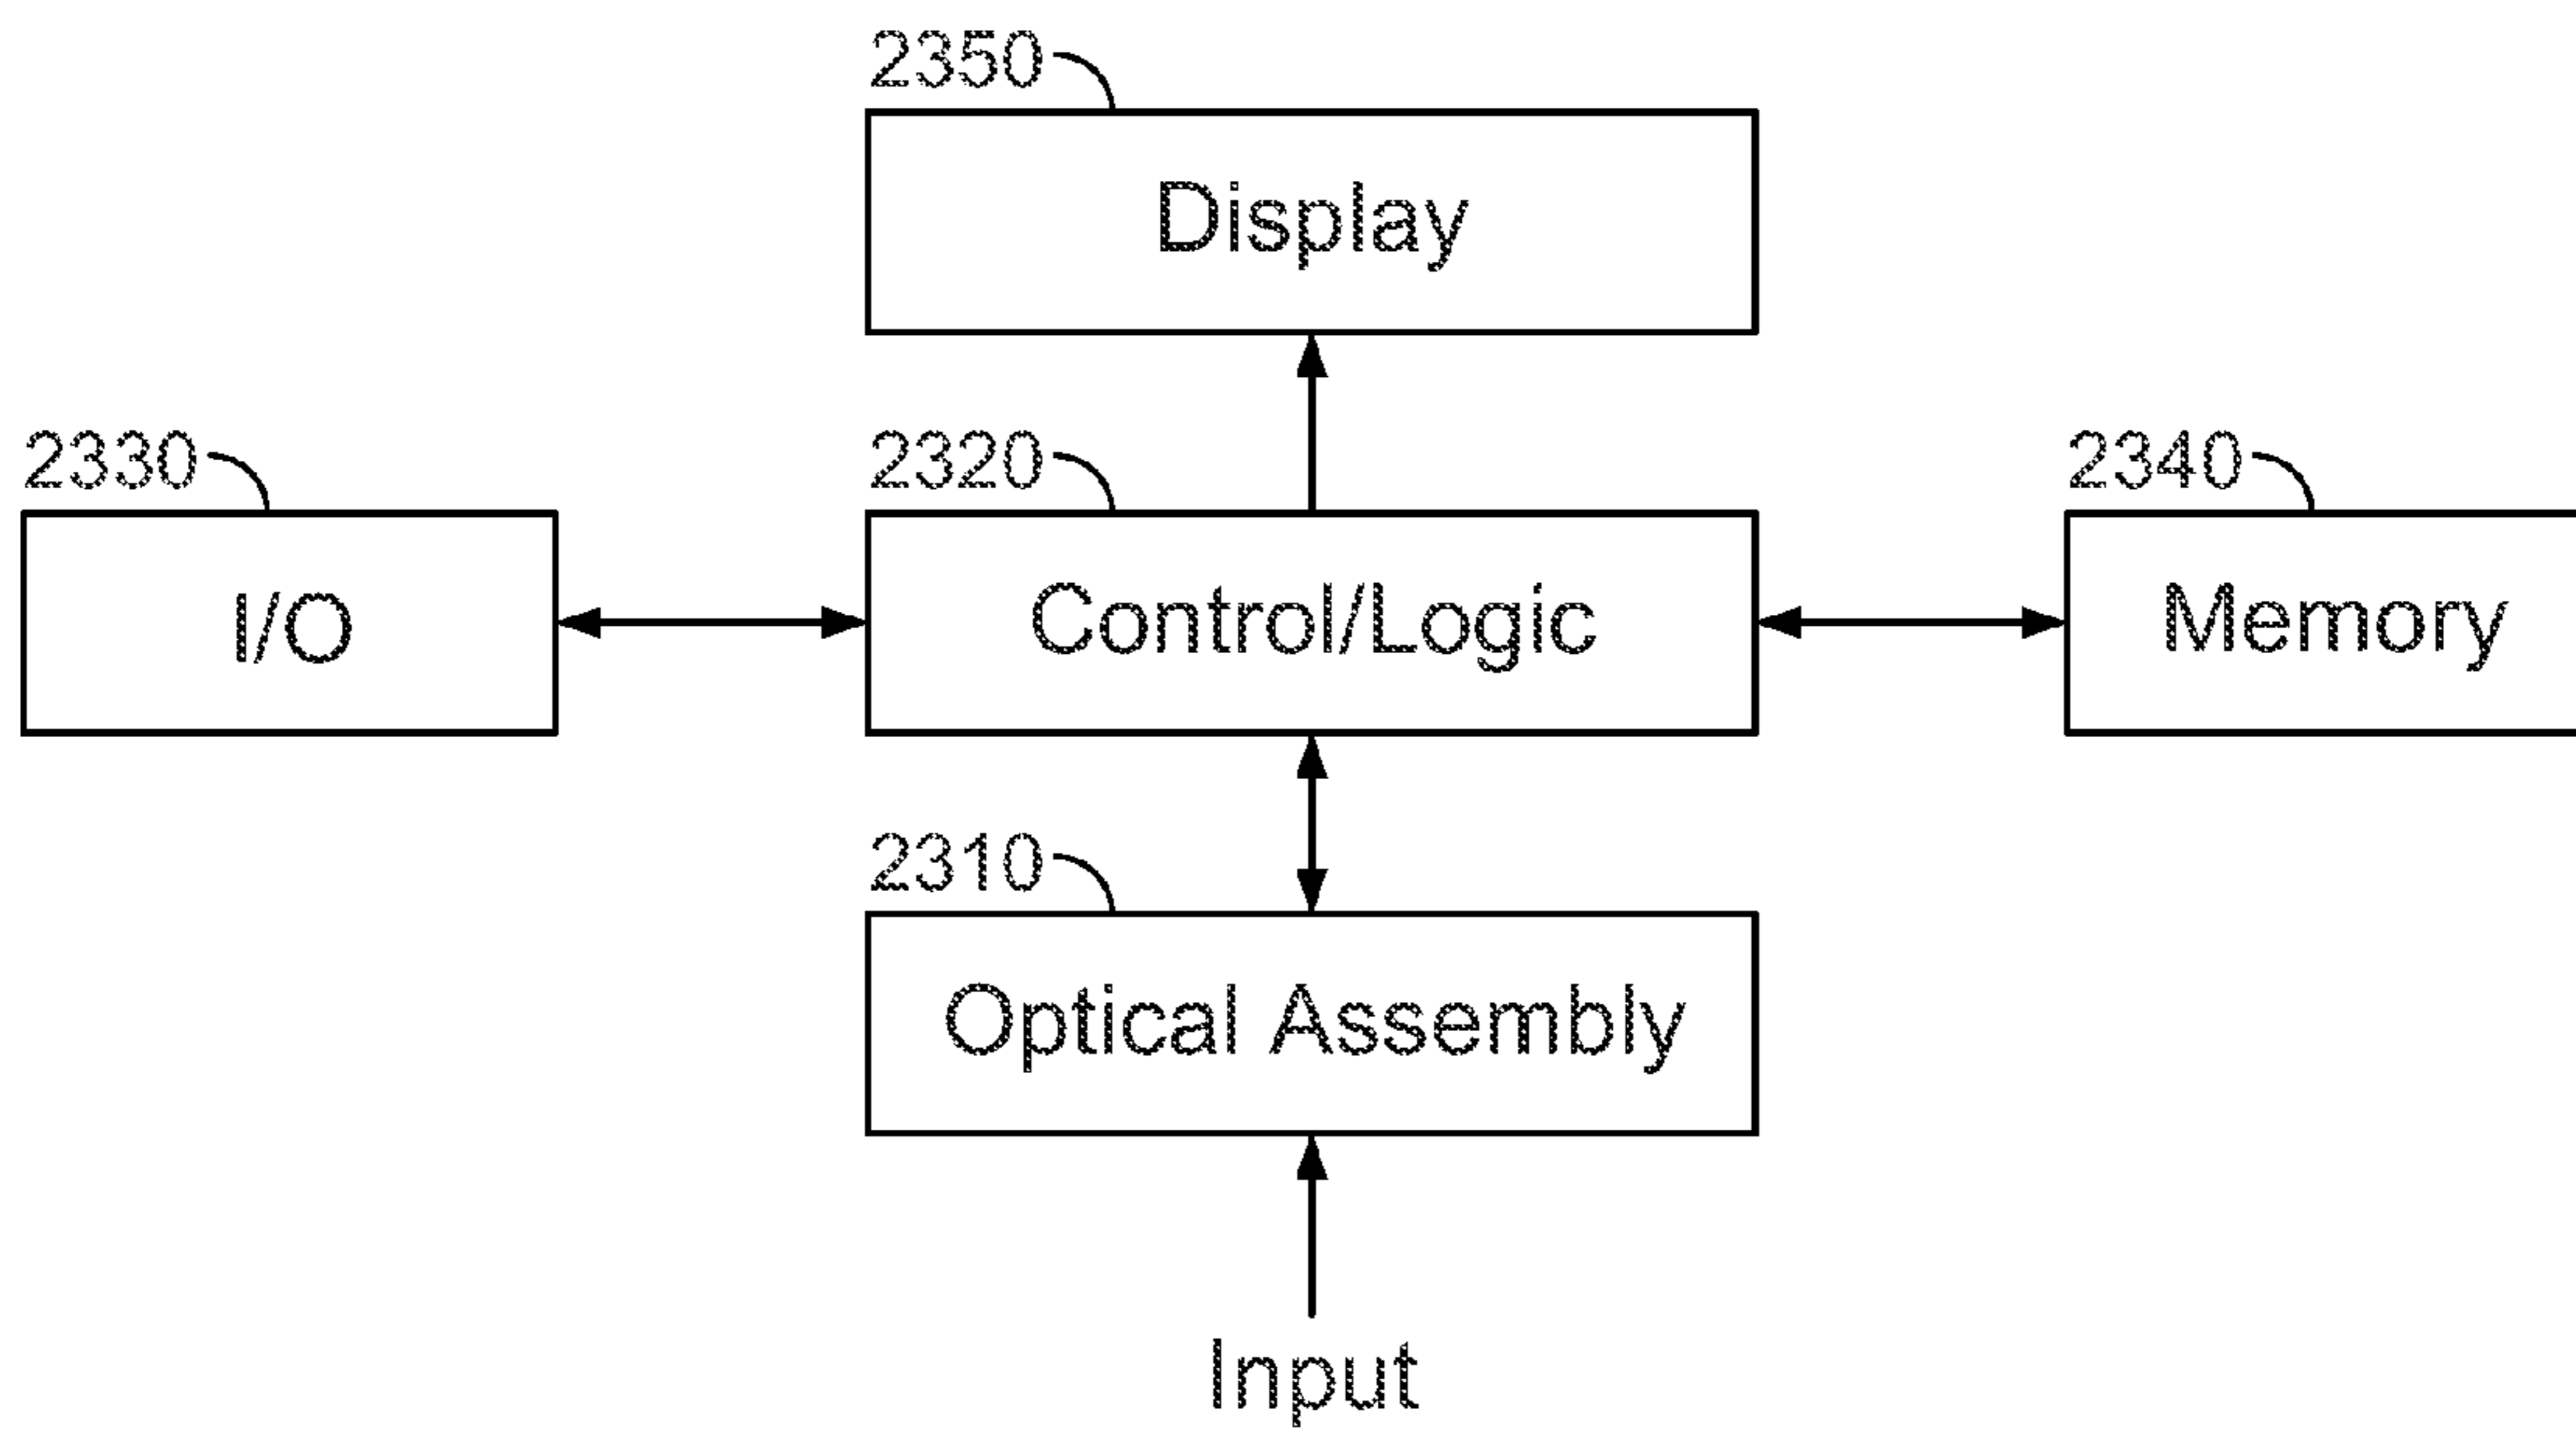 2350
Display
2330
2320
2340
I/O
Control/Logic
Memory
2310
Optical Assembly
Input